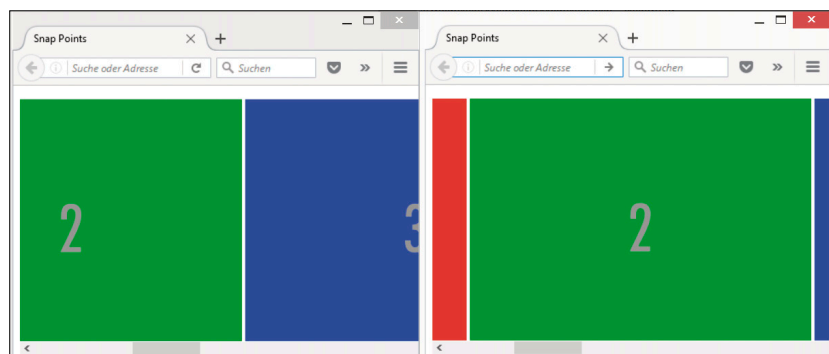 Snap Points
Suche oder Adresse
Suchen
2
3
Snap Points
Suche oder Adresse
Suchen
2